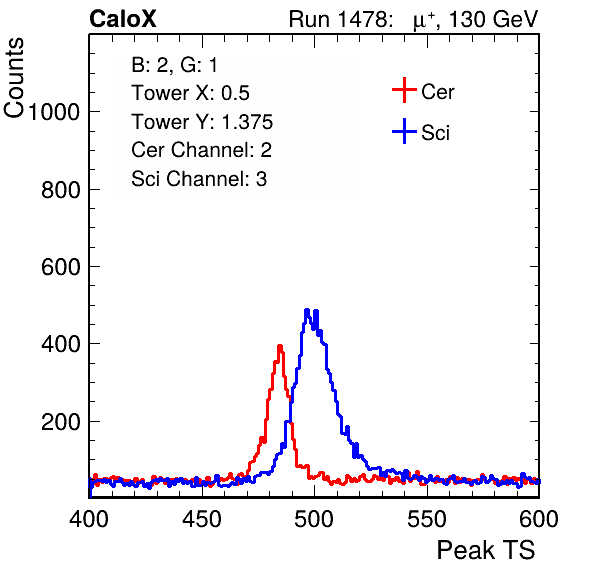 CaloX Run 1478: μ⁺, 130 GeV
Counts
B: 2, G: 1
Tower X: 0.5
Tower Y: 1.375
Cer Channel: 2
Sci Channel: 3
Cer
Sci
1000
800
600
400
200
400 450 500 550 600
Peak TS